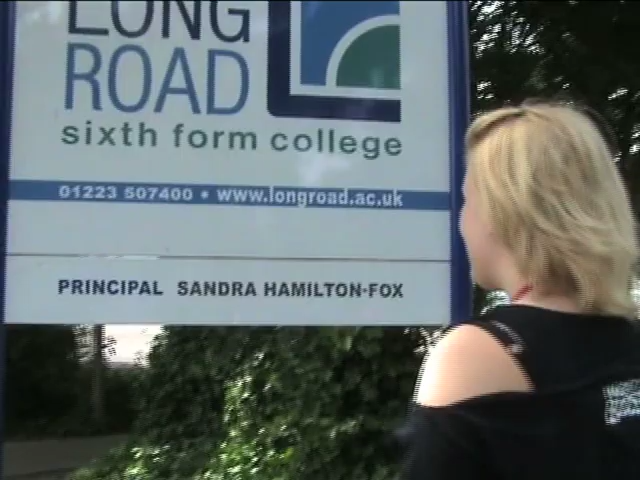 LONG
ROAD
sixth form college
01223 507400 • www.longroad.ac.uk
PRINCIPAL SANDRA HAMILTON-FOX